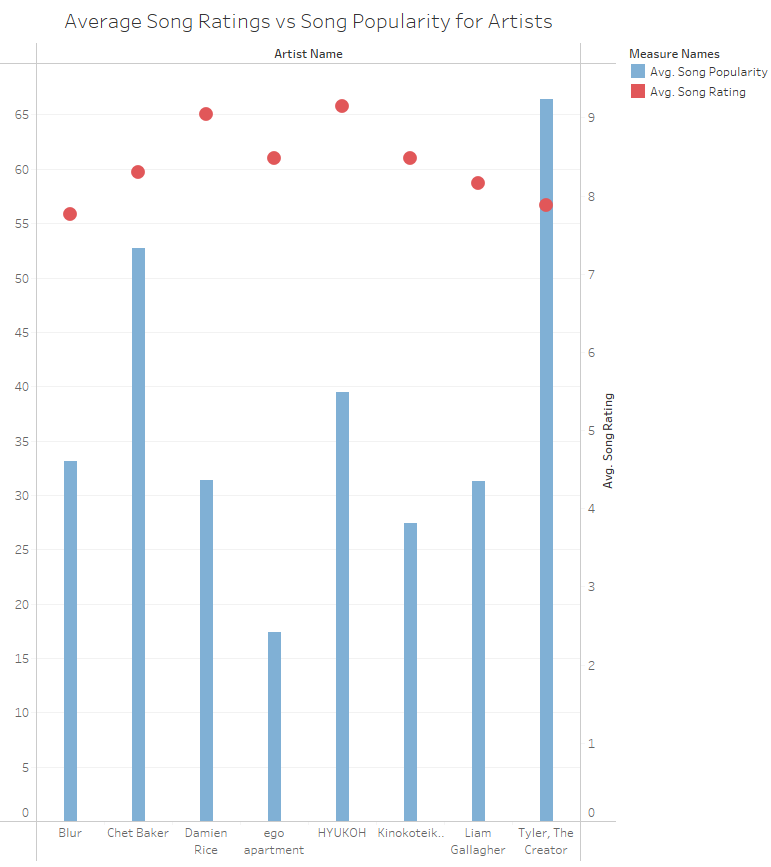 Average Song Ratings vs Song Popularity for Artists
Artist Name
Measure Names
Avg. Song Popularity
Avg. Song Rating
65
60
55
50
45
40
35
30
25
20
15
10
5
0
9
8
7
6
5
4
3
2
1
0
Avg. Song Rating
Blur
Chet Baker
Damien
Rice
ego
apartment
HYUKOH
Kinokoteik..
Liam
Gallagher
Tyler, The
Creator